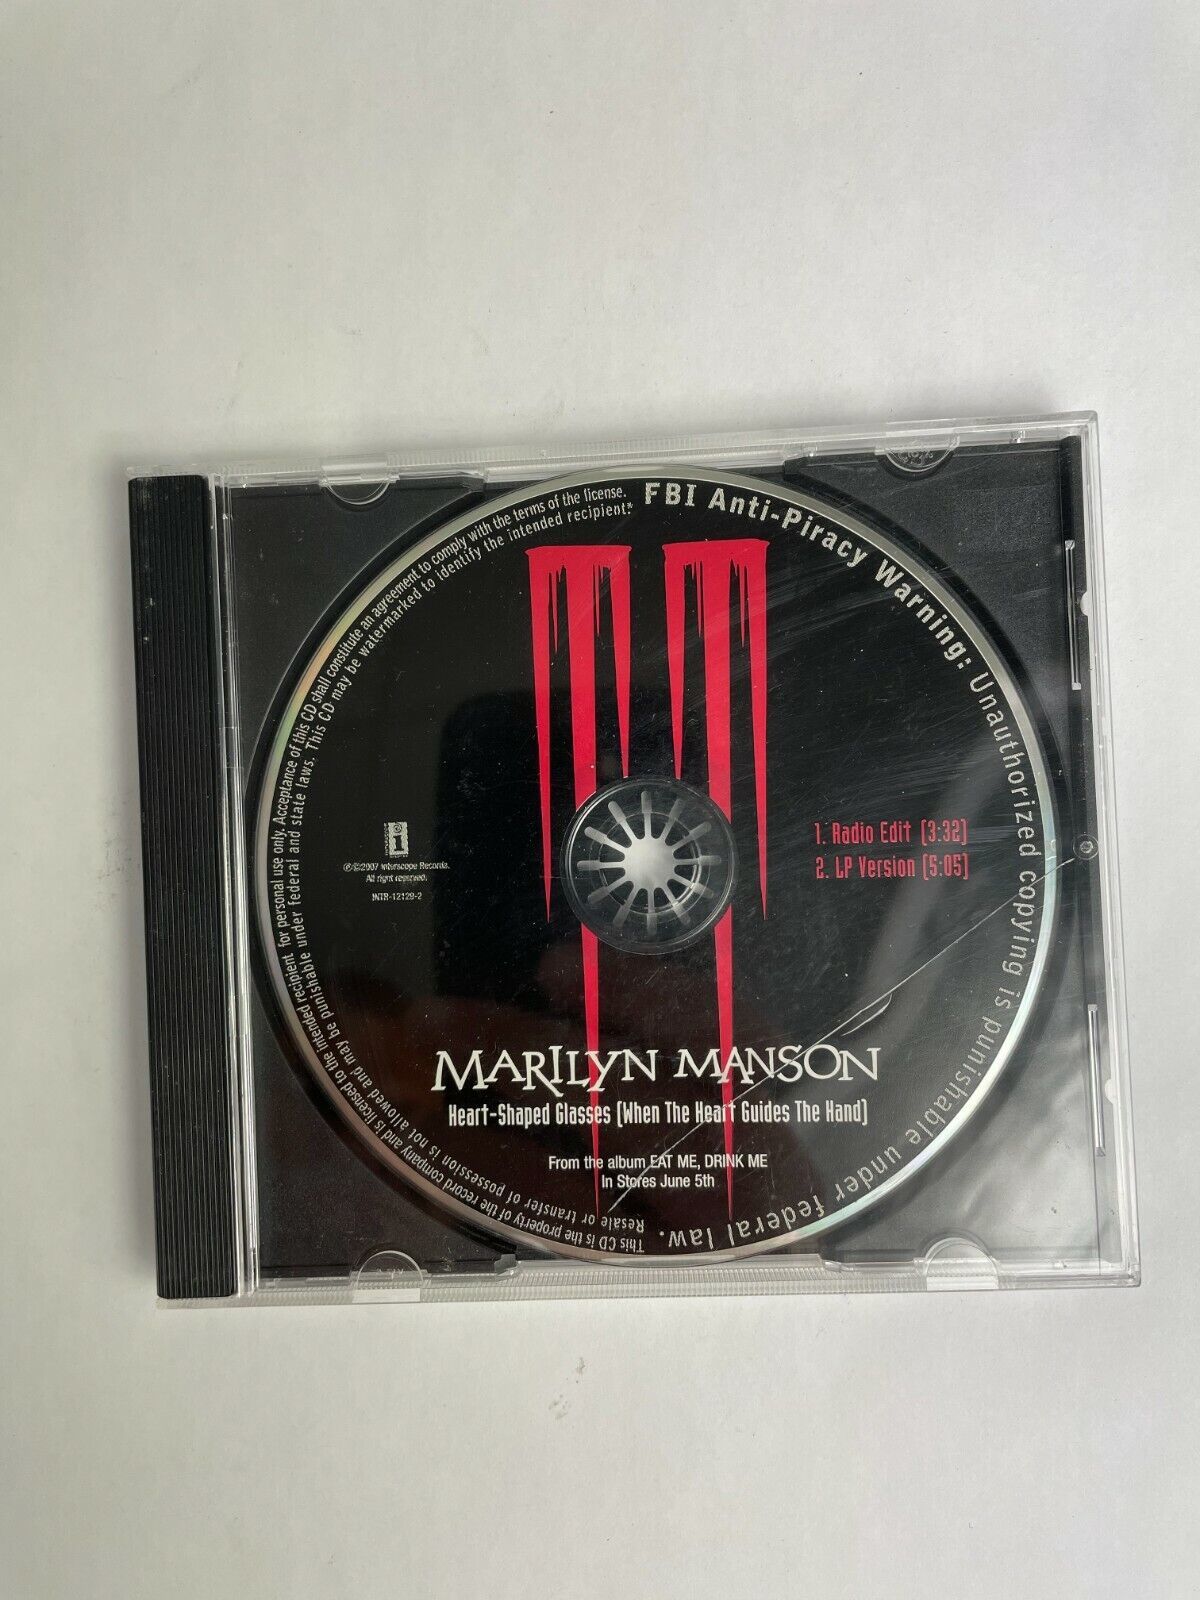 FBI Anti-Piracy Warning: Unauthorized copying is punishable under federal law.
This CD is the property of the record company and is licensed to the intended recipient for personal use only. Acceptance of this CD shall constitute an agreement to comply with the terms of the license.
Resale or transfer of possession is not allowed and may be punishable under federal and state laws. This CD may be watermarked to identify the intended recipient.*
i
℗©2007 Interscope Records.
All right reserved.
INTR-12129-2
1. Radio Edit (3:32)
2. LP Version (5:05)
MARILYN MANSON
Heart-Shaped Glasses (When The Heart Guides The Hand)
From the album EAT ME, DRINK ME
In Stores June 5th